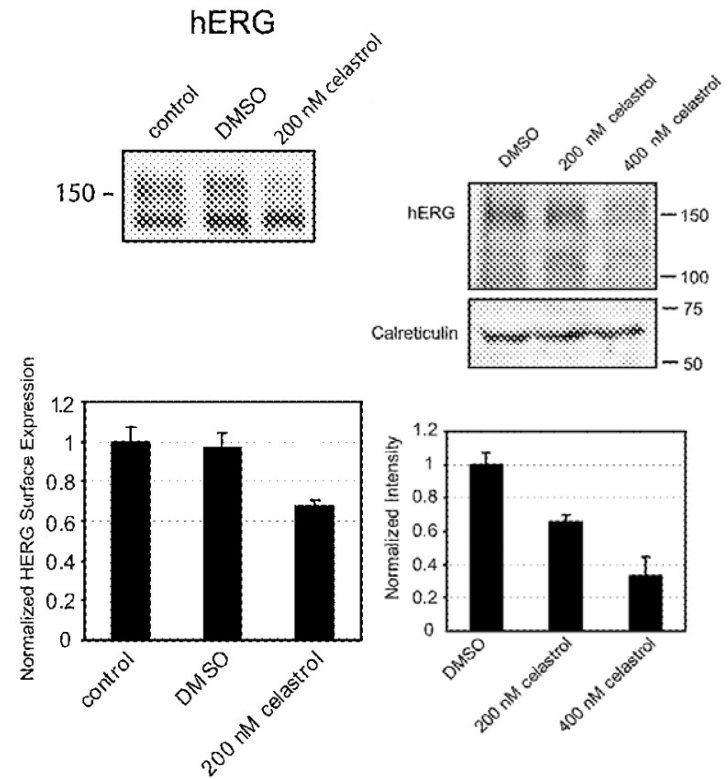 hERG
control
DMSO
200 nM celastrol
150
DMSO
200 nM celastrol
400 nM celastrol
hERG
150
100
Calreticulin
75
50
Normalized HERG Surface Expression
1.2
1
0.8
0.6
0.4
0.2
0
control
DMSO
200 nM celastrol
Normalized Intensity
1.2
1
0.8
0.6
0.4
0.2
0
DMSO
200 nM celastrol
400 nM celastrol